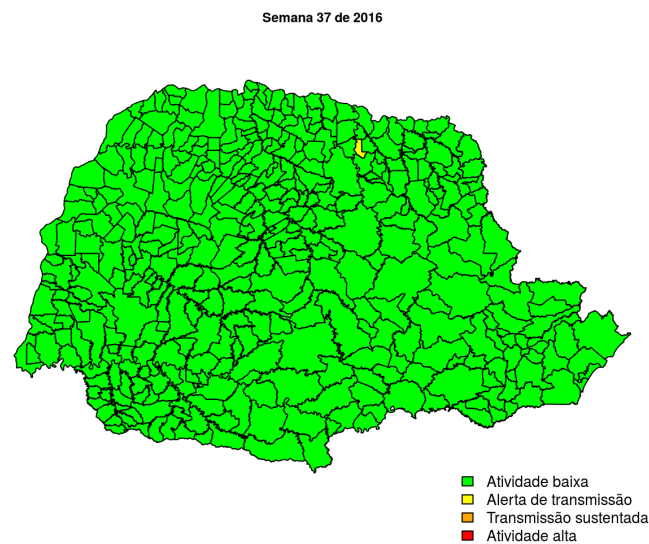 Semana 37 de 2016
Atividade baixa
Alerta de transmissão
Transmissão sustentada
Atividade alta